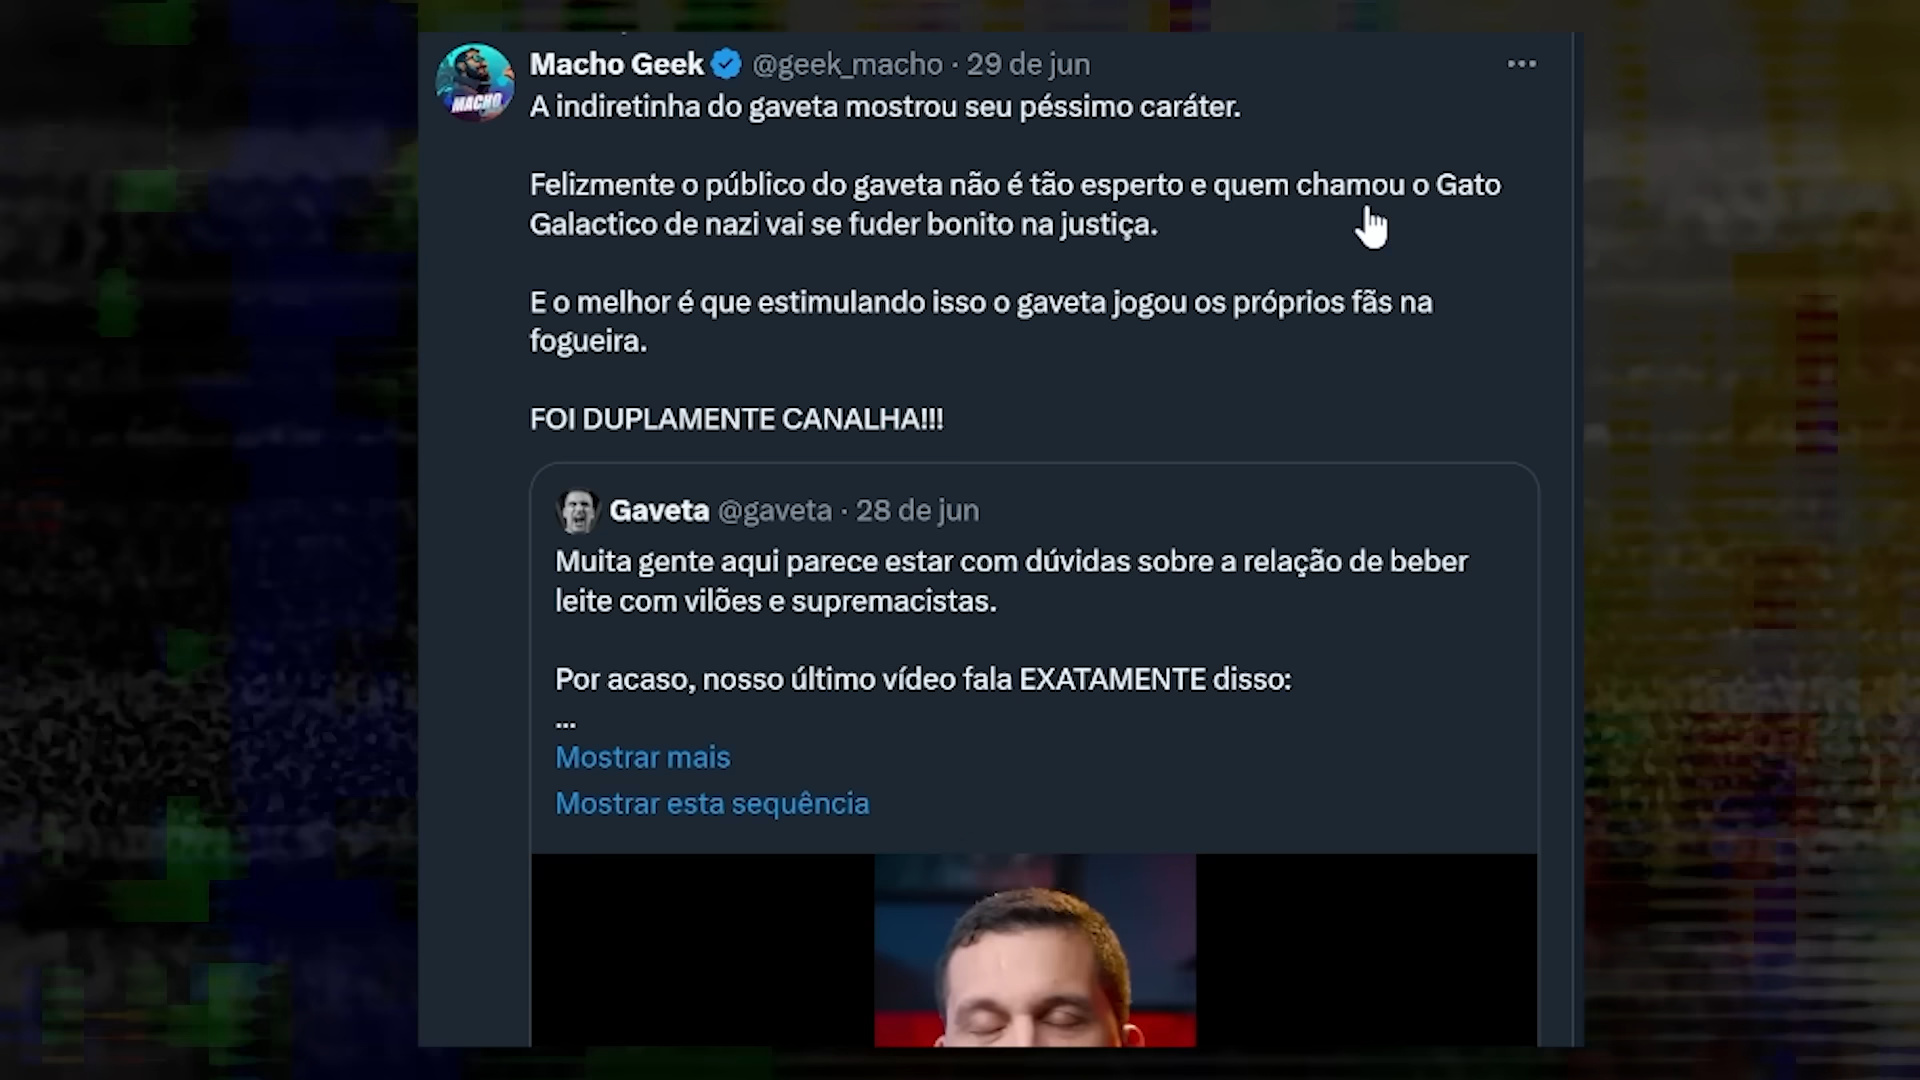 Macho Geek @geek_macho · 29 de jun
MACHO
A indiretinha do gaveta mostrou seu péssimo caráter.
Felizmente o público do gaveta não é tão esperto e quem chamou o Gato
Galactico de nazi vai se fuder bonito na justiça.
E o melhor é que estimulando isso o gaveta jogou os próprios fãs na
fogueira.
FOI DUPLAMENTE CANALHA!!!
Gaveta @gaveta · 28 de jun
Muita gente aqui parece estar com dúvidas sobre a relação de beber
leite com vilões e supremacistas.
Por acaso, nosso último vídeo fala EXATAMENTE disso:
...
Mostrar mais
Mostrar esta sequência